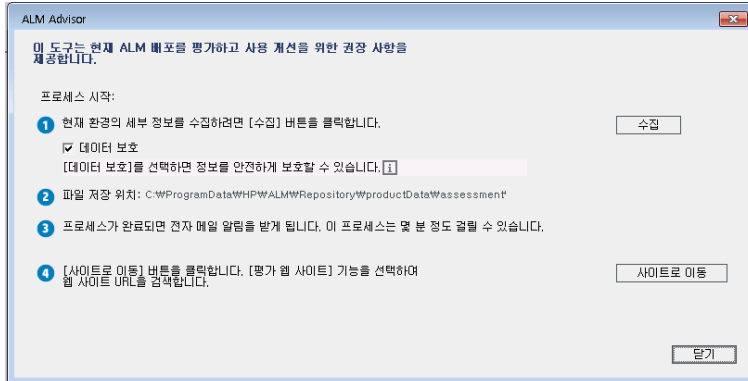 ALM Advisor
이 도구는 현재 ALM 배포를 평가하고 사용 개선을 위한 권장 사항을
제공합니다.
프로세스 시작:
1 현재 환경의 세부 정보를 수집하려면 [수집] 버튼을 클릭합니다.
수집
데이터 보호
[데이터 보호]를 선택하면 정보를 안전하게 보호할 수 있습니다. i
2 파일 저장 위치: C:₩ProgramData₩HP₩ALM₩Repository₩productData₩assessment₩
3 프로세스가 완료되면 전자 메일 알림을 받게 됩니다. 이 프로세스는 몇 분 정도 걸릴 수 있습니다.
4 [사이트로 이동] 버튼을 클릭합니다. [평가 웹 사이트] 기능을 선택하여
웹 사이트 URL을 검색합니다.
사이트로 이동
닫기